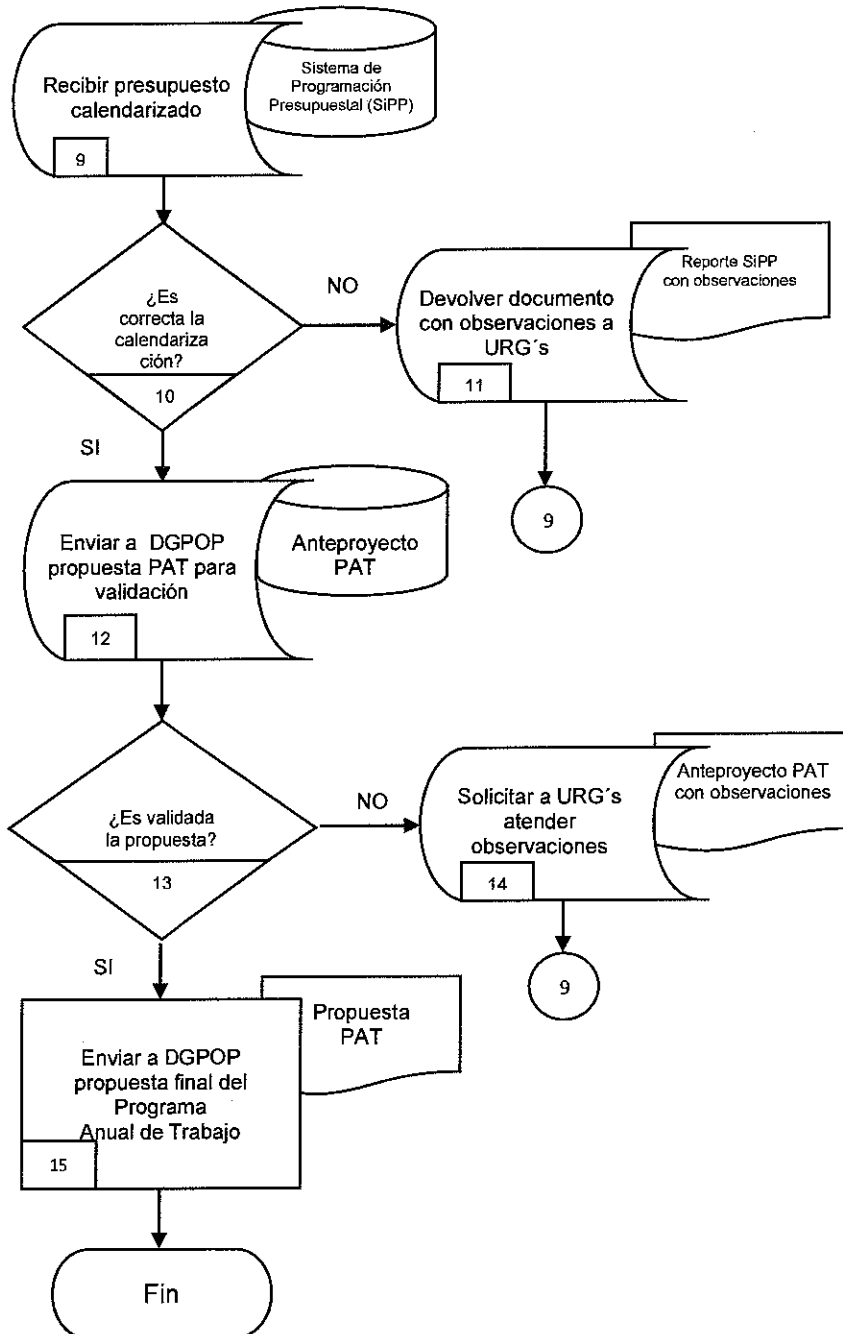 Recibir presupuesto
calendarizado
9
Sistema de
Programación
Presupuestal (SiPP)
¿Es
correcta la
calendariza
ción?
10
NO
Devolver documento
con observaciones a
URG´s
11
Reporte SiPP
con observaciones
9
SI
Enviar a DGPOP
propuesta PAT para
validación
12
Anteproyecto
PAT
¿Es validada
la propuesta?
13
NO
Solicitar a URG´s
atender
observaciones
14
Anteproyecto PAT
con observaciones
9
SI
Enviar a DGPOP
propuesta final del
Programa
Anual de Trabajo
15
Propuesta
PAT
Fin